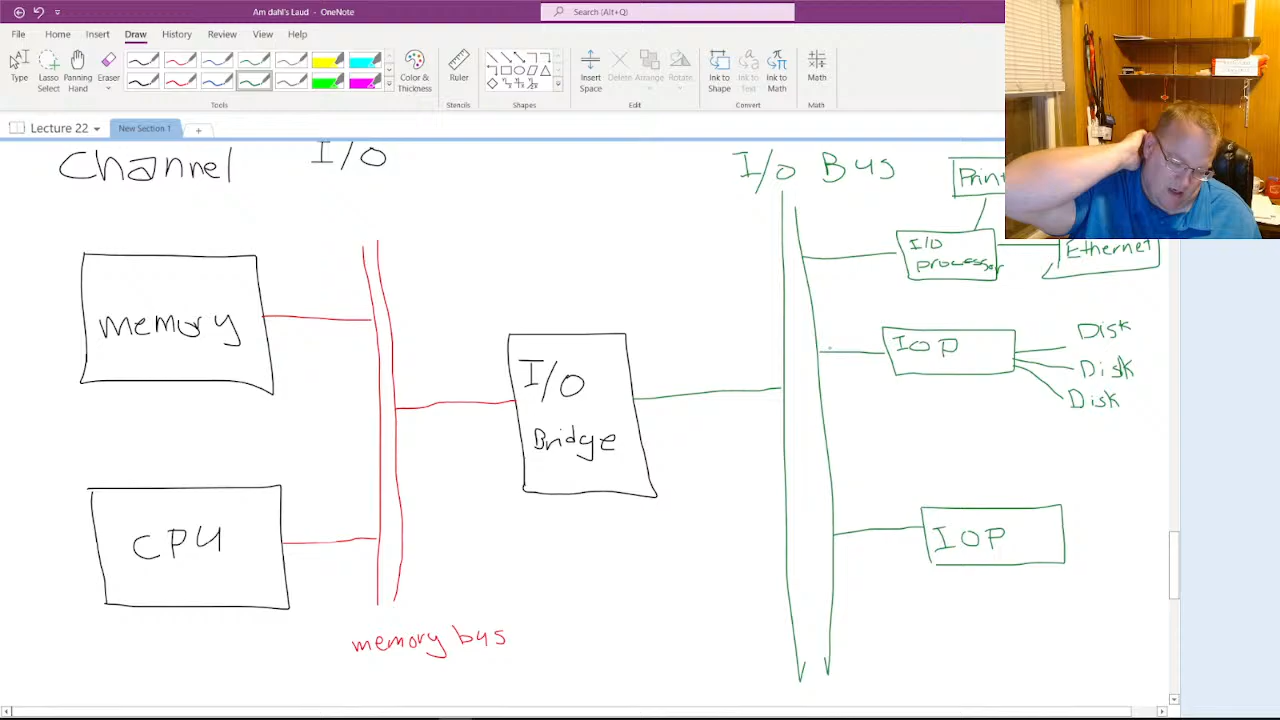 Am dahl's Laud - OneNote
Search (Alt+Q)
File Home Insert Draw History Review View Help
Type
Lasso Select
Panning Hand
Eraser
Color & Thickness
Ruler
Insert Space
Delete
Arrange
Rotate
Ink to Shape
Ink to Text
Ink to Math
Math
Tools Stencils Shapes Edit Convert Math
Lecture 22
New Section 1
+
Channel I/O
I/O Bus
Print
I/O processor
Ethernet
memory
I/O Bridge
IOP
Disk
Disk
Disk
CPU
IOP
memory bus